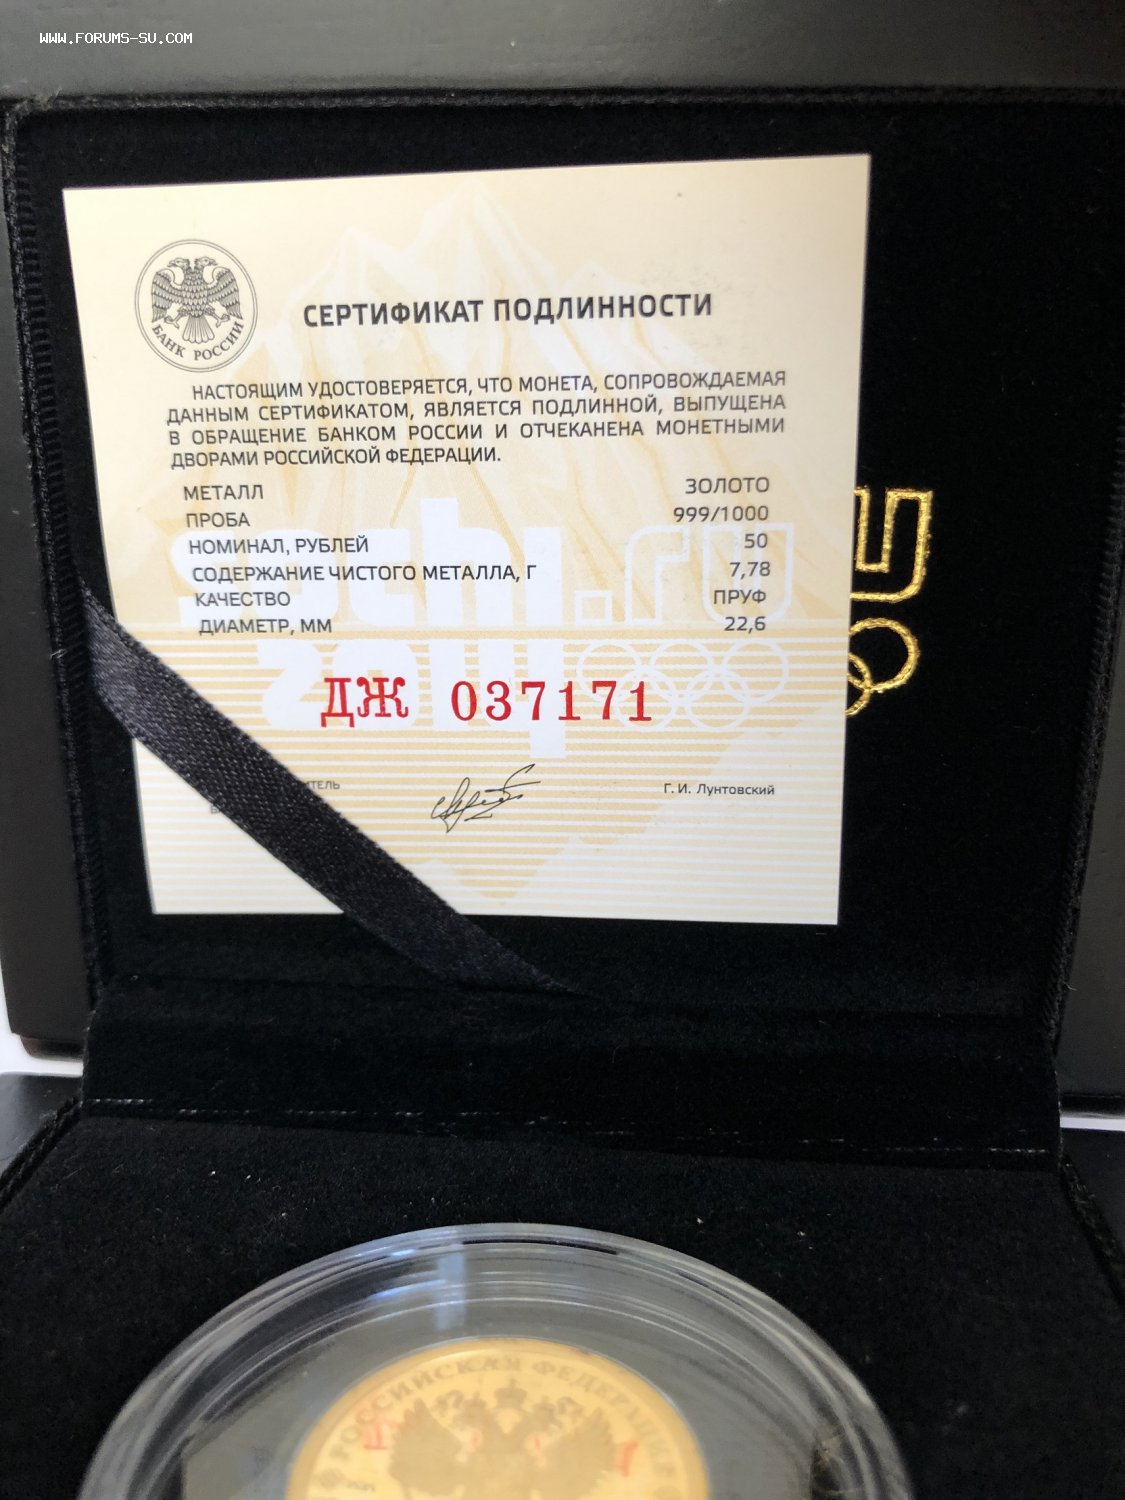 WWW.FORUMS-SU.COM
БАНК РОССИИ
СЕРТИФИКАТ ПОДЛИННОСТИ
НАСТОЯЩИМ УДОСТОВЕРЯЕТСЯ, ЧТО МОНЕТА, СОПРОВОЖДАЕМАЯ
ДАННЫМ СЕРТИФИКАТОМ, ЯВЛЯЕТСЯ ПОДЛИННОЙ, ВЫПУЩЕНА
В ОБРАЩЕНИЕ БАНКОМ РОССИИ И ОТЧЕКАНЕНА МОНЕТНЫМИ
ДВОРАМИ РОССИЙСКОЙ ФЕДЕРАЦИИ.
МЕТАЛЛ ЗОЛОТО
ПРОБА 999/1000
НОМИНАЛ, РУБЛЕЙ 50
СОДЕРЖАНИЕ ЧИСТОГО МЕТАЛЛА, Г 7,78
КАЧЕСТВО ПРУФ
ДИАМЕТР, ММ 22,6
sochi.ru
2014
ДЖ 037171
Г. И. Лунтовский
РОССИЙСКАЯ ФЕДЕРАЦИЯ